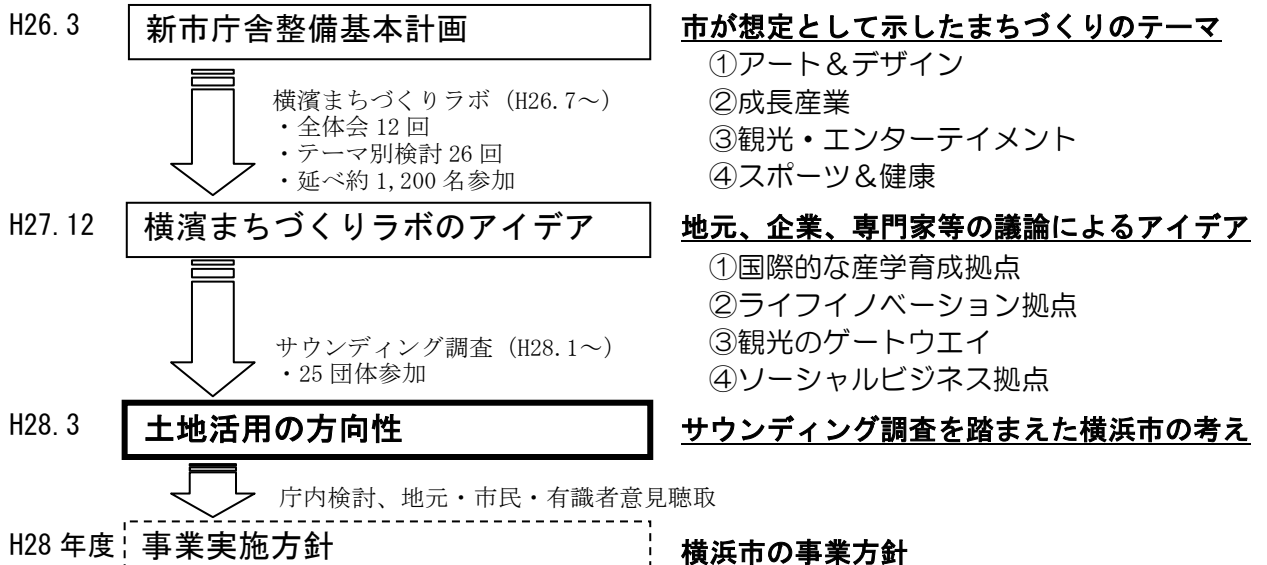 H26.3 新市庁舎整備基本計画 市が想定として示したまちづくりのテーマ
①アート＆デザイン
②成長産業
③観光・エンターテイメント
④スポーツ＆健康
横濱まちづくりラボ（H26.7～）
・全体会 12 回
・テーマ別検討 26 回
・延べ約 1,200 名参加
H27.12 横濱まちづくりラボのアイデア 地元、企業、専門家等の議論によるアイデア
①国際的な産学育成拠点
②ライフイノベーション拠点
③観光のゲートウエイ
④ソーシャルビジネス拠点
サウンディング調査（H28.1～）
・25 団体参加
H28.3 土地活用の方向性 サウンディング調査を踏まえた横浜市の考え
庁内検討、地元・市民・有識者意見聴取
H28 年度 事業実施方針 横浜市の事業方針